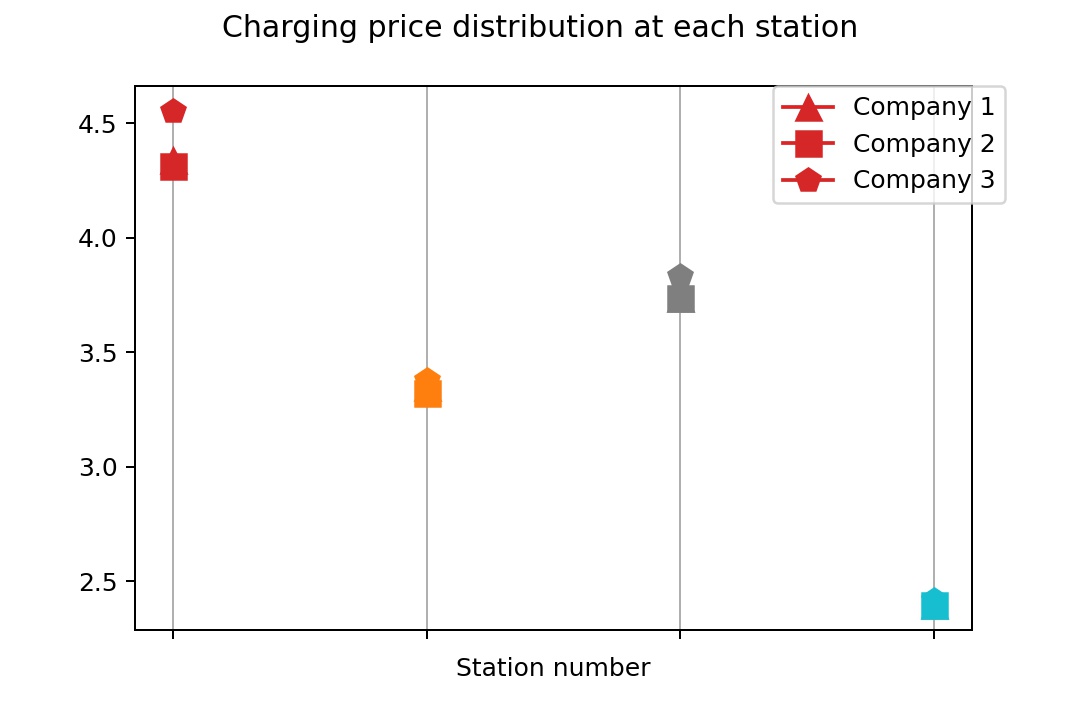 Charging price distribution at each station
4.5
4.0
3.5
3.0
2.5
Company 1
Company 2
Company 3
Station number